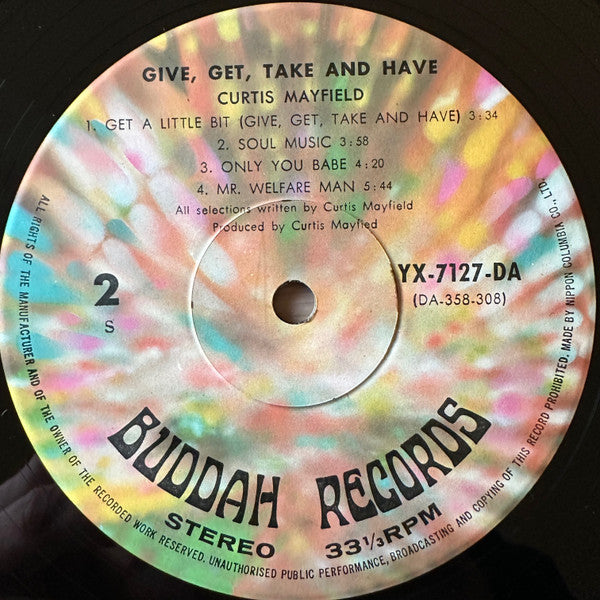 GIVE, GET, TAKE AND HAVE
CURTIS MAYFIELD
1. GET A LITTLE BIT (GIVE, GET, TAKE AND HAVE) 3:34
2. SOUL MUSIC 3:58
3. ONLY YOU BABE 4:20
4. MR. WELFARE MAN 5:44
All selections written by Curtis Mayfield
Produced by Curtis Mayfied
2
S
YX-7127-DA
(DA-358-308)
BUDDAH RECORDS
STEREO 33⅓RPM
ALL RIGHTS OF THE MANUFACTURER AND OF THE OWNER OF THE RECORDED WORK RESERVED. UNAUTHORISED PUBLIC PERFORMANCE, BROADCASTING AND COPYING OF THIS RECORD PROHIBITED. MADE BY NIPPON COLUMBIA CO., LTD.